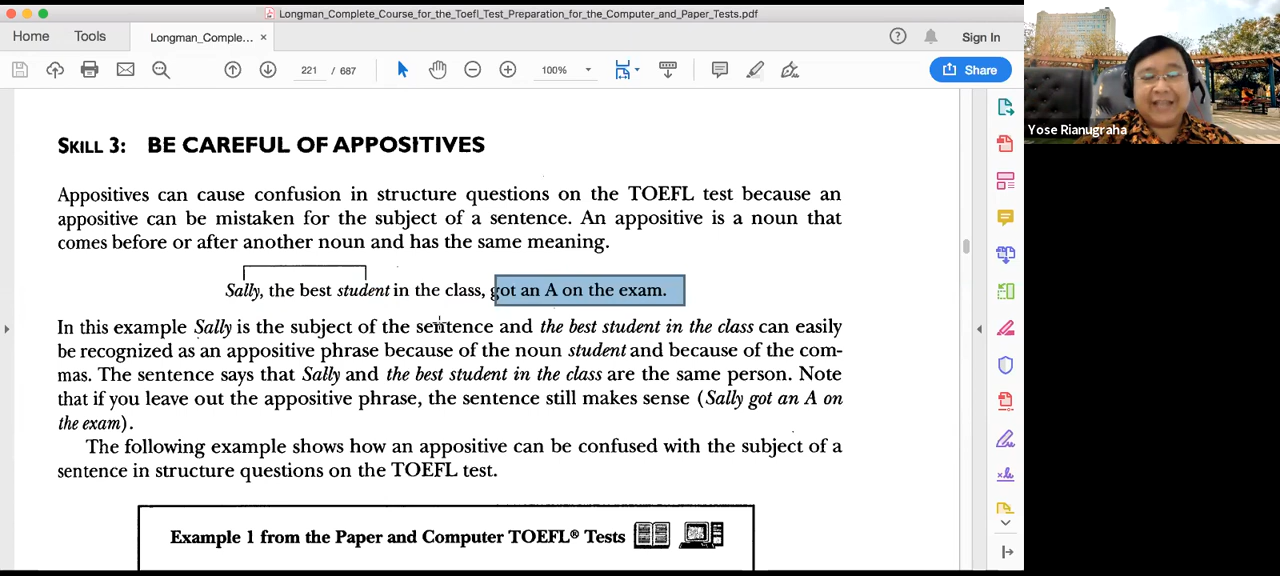 Longman_Complete_Course_for_the_Toefl_Test_Preparation_for_the_Computer_and_Paper_Tests.pdf
Home Tools Longman_Comple... × Sign In
221 / 687 100% Share
Yose Rianugraha
SKILL 3: BE CAREFUL OF APPOSITIVES
Appositives can cause confusion in structure questions on the TOEFL test because an
appositive can be mistaken for the subject of a sentence. An appositive is a noun that
comes before or after another noun and has the same meaning.
Sally, the best student in the class, got an A on the exam.
In this example Sally is the subject of the sentence and the best student in the class can easily
be recognized as an appositive phrase because of the noun student and because of the com-
mas. The sentence says that Sally and the best student in the class are the same person. Note
that if you leave out the appositive phrase, the sentence still makes sense (Sally got an A on
the exam).
The following example shows how an appositive can be confused with the subject of a
sentence in structure questions on the TOEFL test.
Example 1 from the Paper and Computer TOEFL® Tests